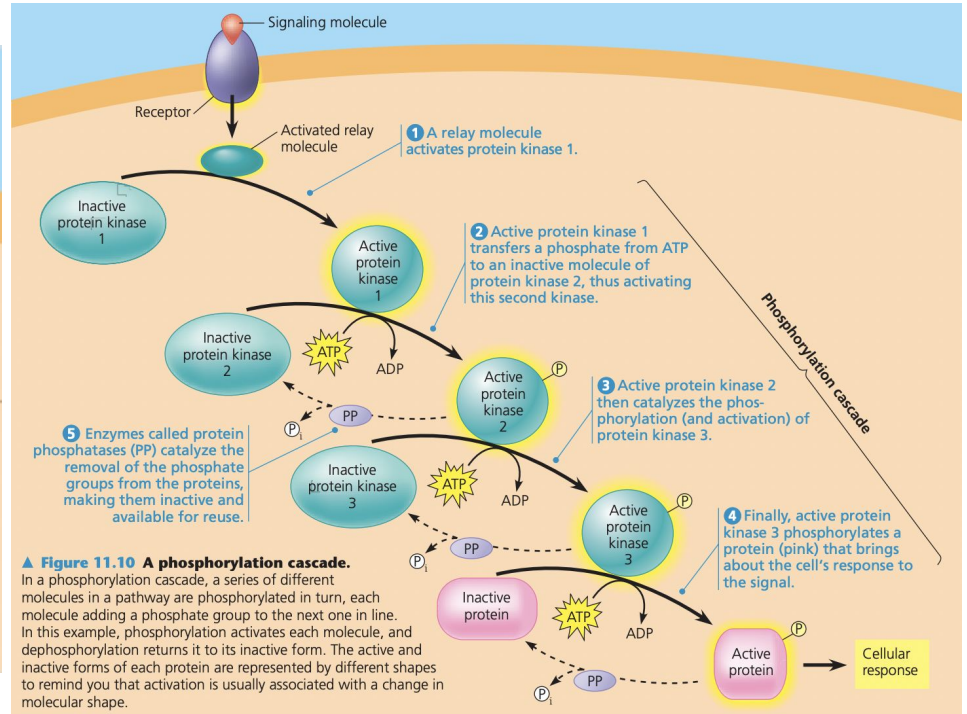 Signaling molecule
Receptor
Activated relay
molecule
1 A relay molecule
activates protein kinase 1.
Inactive
protein kinase
1
Active
protein
kinase
1
2 Active protein kinase 1
transfers a phosphate from ATP
to an inactive molecule of
protein kinase 2, thus activating
this second kinase.
Phosphorylation cascade
Inactive
protein kinase
2
ATP
ADP
Active
protein
kinase
2
P
PP
Pi
3 Active protein kinase 2
then catalyzes the phos-
phorylation (and activation) of
protein kinase 3.
5 Enzymes called protein
phosphatases (PP) catalyze the
removal of the phosphate
groups from the proteins,
making them inactive and
available for reuse.
Inactive
protein kinase
3
ATP
ADP
Active
protein
kinase
3
P
PP
Pi
4 Finally, active protein
kinase 3 phosphorylates a
protein (pink) that brings
about the cell's response to
the signal.
Inactive
protein
ATP
ADP
Active
protein
P
PP
Pi
Cellular
response
▲ Figure 11.10 A phosphorylation cascade.
In a phosphorylation cascade, a series of different
molecules in a pathway are phosphorylated in turn, each
molecule adding a phosphate group to the next one in line.
In this example, phosphorylation activates each molecule, and
dephosphorylation returns it to its inactive form. The active and
inactive forms of each protein are represented by different shapes
to remind you that activation is usually associated with a change in
molecular shape.